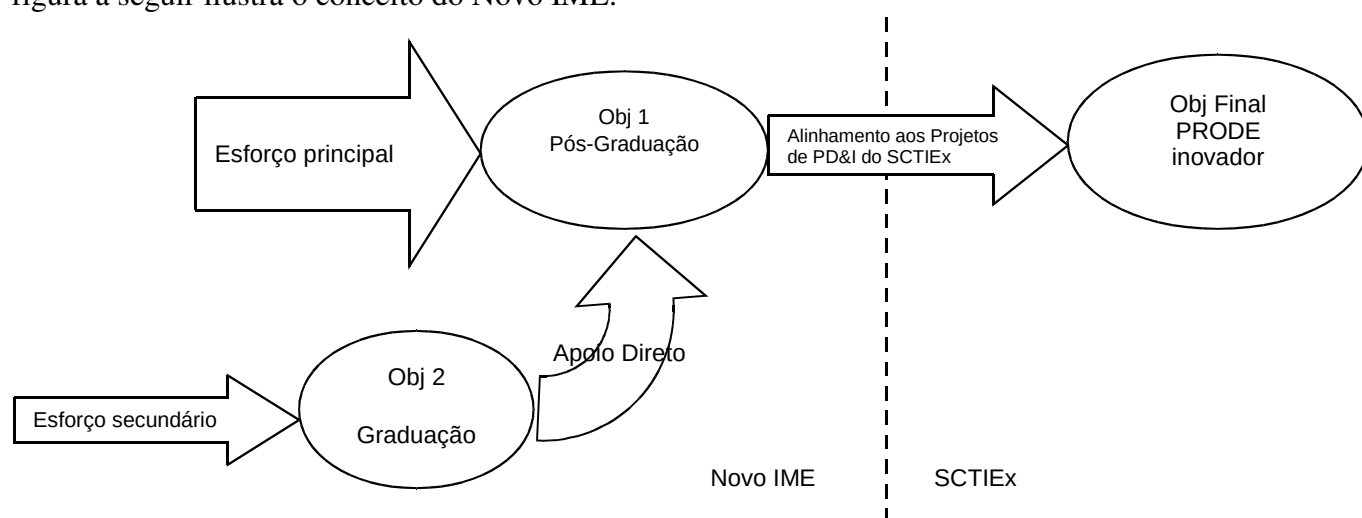 figura a seguir ilustra o conceito do Novo IME.
Esforço principal
Obj 1
Pós-Graduação
Alinhamento aos Projetos
de PD&I do SCTIEx
Obj Final
PRODE
inovador
Apoio Direto
Esforço secundário
Obj 2
Graduação
Novo IME
SCTIEx